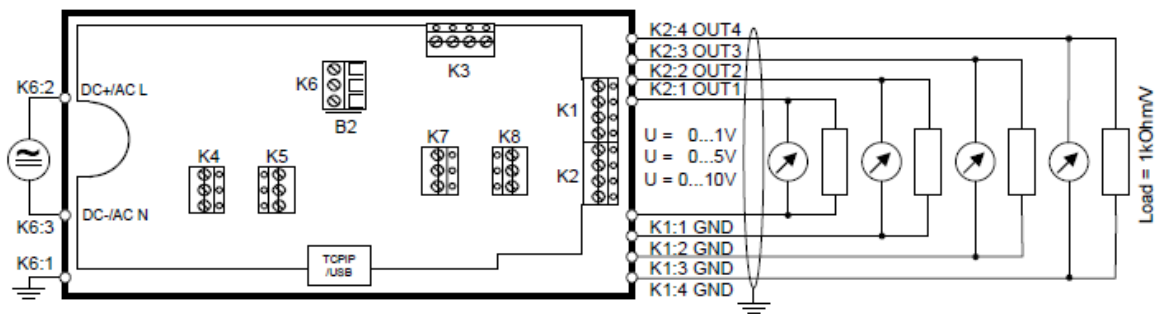 K2:4 OUT4
K2:3 OUT3
K2:2 OUT2
K2:1 OUT1
K3
K6
B2
K6:2
DC+/AC L
K1
K7
K8
K4
K5
K2
U = 0...1V
U = 0...5V
U = 0...10V
Load = 1kOhm/V
K6:3
DC-/AC N
K1:1 GND
K1:2 GND
K1:3 GND
K1:4 GND
K6:1
TCPIP
/USB